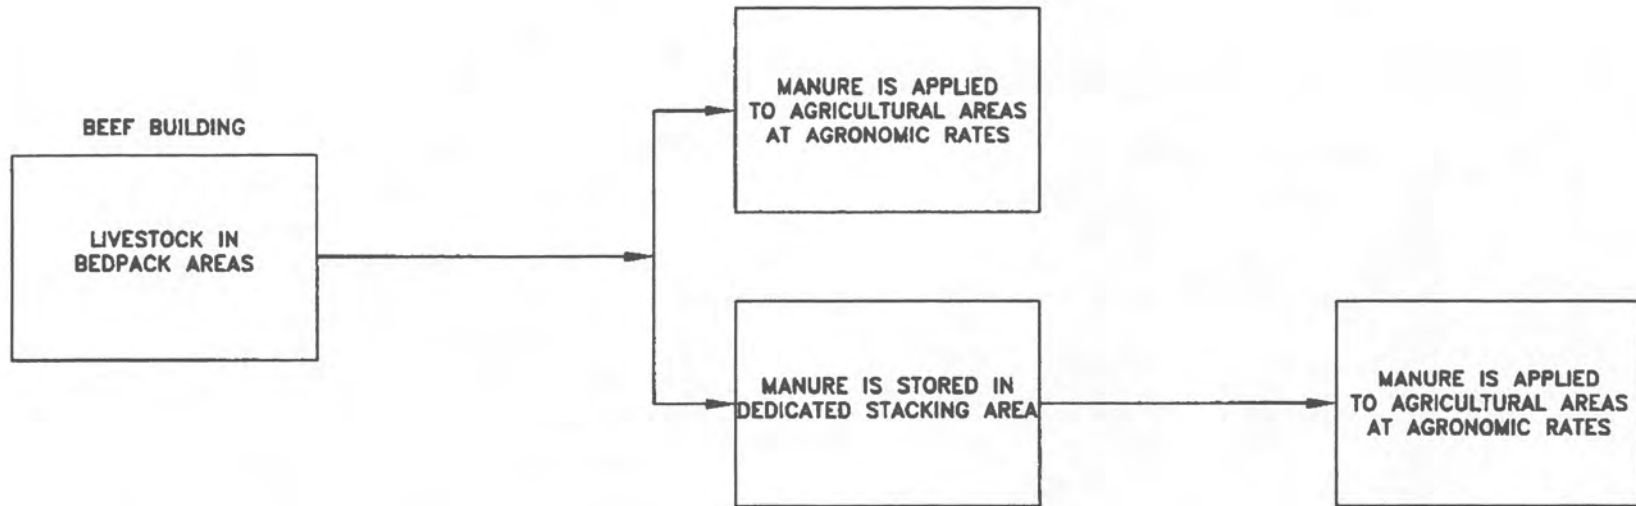 BEEF BUILDING
LIVESTOCK IN
BEDPACK AREAS
MANURE IS APPLIED
TO AGRICULTURAL AREAS
AT AGRONOMIC RATES
MANURE IS STORED IN
DEDICATED STACKING AREA
MANURE IS APPLIED
TO AGRICULTURAL AREAS
AT AGRONOMIC RATES